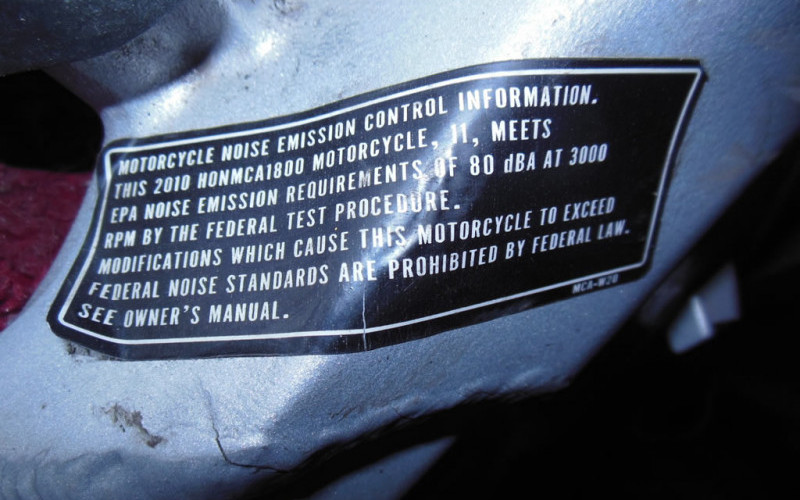 MOTORCYCLE NOISE EMISSION CONTROL INFORMATION.
THIS 2010 HONMCA1800 MOTORCYCLE, 11, MEETS
EPA NOISE EMISSION REQUIREMENTS OF 80 dBA AT 3000
RPM BY THE FEDERAL TEST PROCEDURE.
MODIFICATIONS WHICH CAUSE THIS MOTORCYCLE TO EXCEED
FEDERAL NOISE STANDARDS ARE PROHIBITED BY FEDERAL LAW.
SEE OWNER'S MANUAL.
MCA-W20